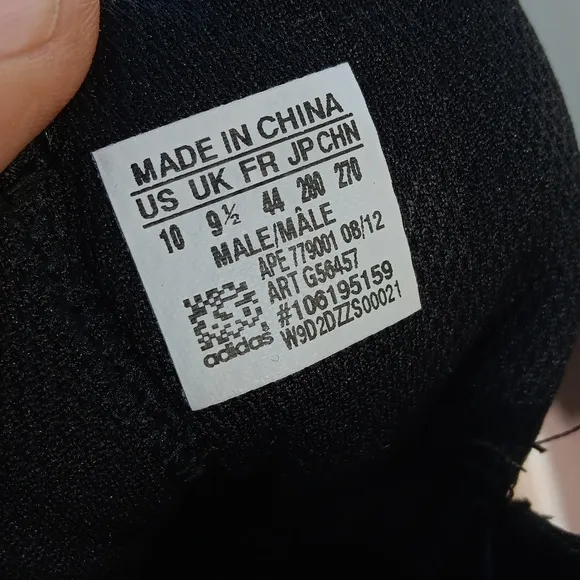 MADE IN CHINA
US UK FR JP CHN
10 9½ 44 280 270
MALE/MÂLE
APE 779001 08/12
ART G56457
#106195159
W9D2DZZS00021
adidas